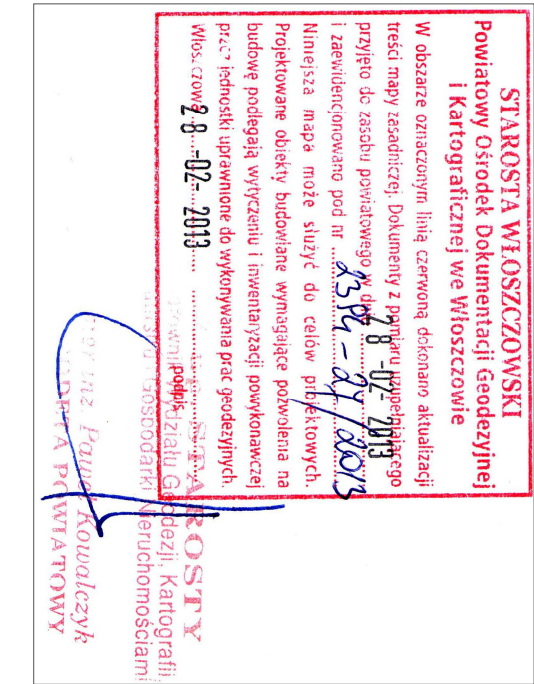 STAROSTA WŁOSZCZOWSKI
Powiatowy Ośrodek Dokumentacji Geodezyjnej
i Kartograficznej we Włoszczowie
W obszarze oznaczonym linią czerwoną dokonano aktualizacji
treści mapy zasadniczej. Dokumenty z pomiaru uzupełniającego
przyjęto do zasobu powiatowego w dniu 28 -02- 2013
i zaewidencjonowano pod nr ...
Niniejsza mapa może służyć do celów projektowych.
Projektowane obiekty budowlane wymagające pozwolenia na
budowę podlegają wytyczeniu i inwentaryzacji powykonawczej
przez jednostki uprawnione do wykonywania prac geodezyjnych.
Włoszczowa, 28 -02- 2013
podpis
STAROSTY
Wydziału Geodezji, Kartografii
Gospodarki Nieruchomościami
inż. Paweł Kowalczyk
POWIATOWY